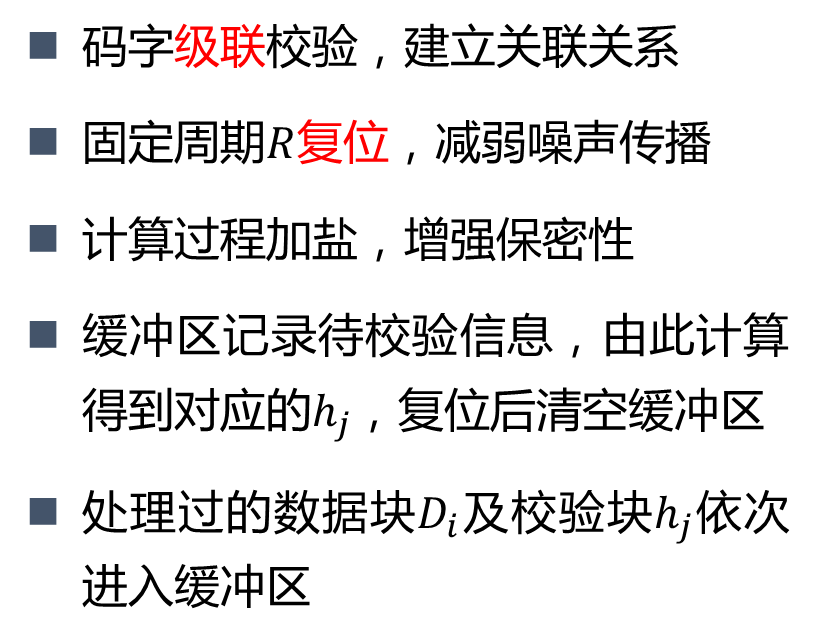 码字级联校验，建立关联关系
固定周期R复位，减弱噪声传播
计算过程加盐，增强保密性
缓冲区记录待校验信息，由此计算
得到对应的hⱼ，复位后清空缓冲区
处理过的数据块Dᵢ及校验块hⱼ依次
进入缓冲区